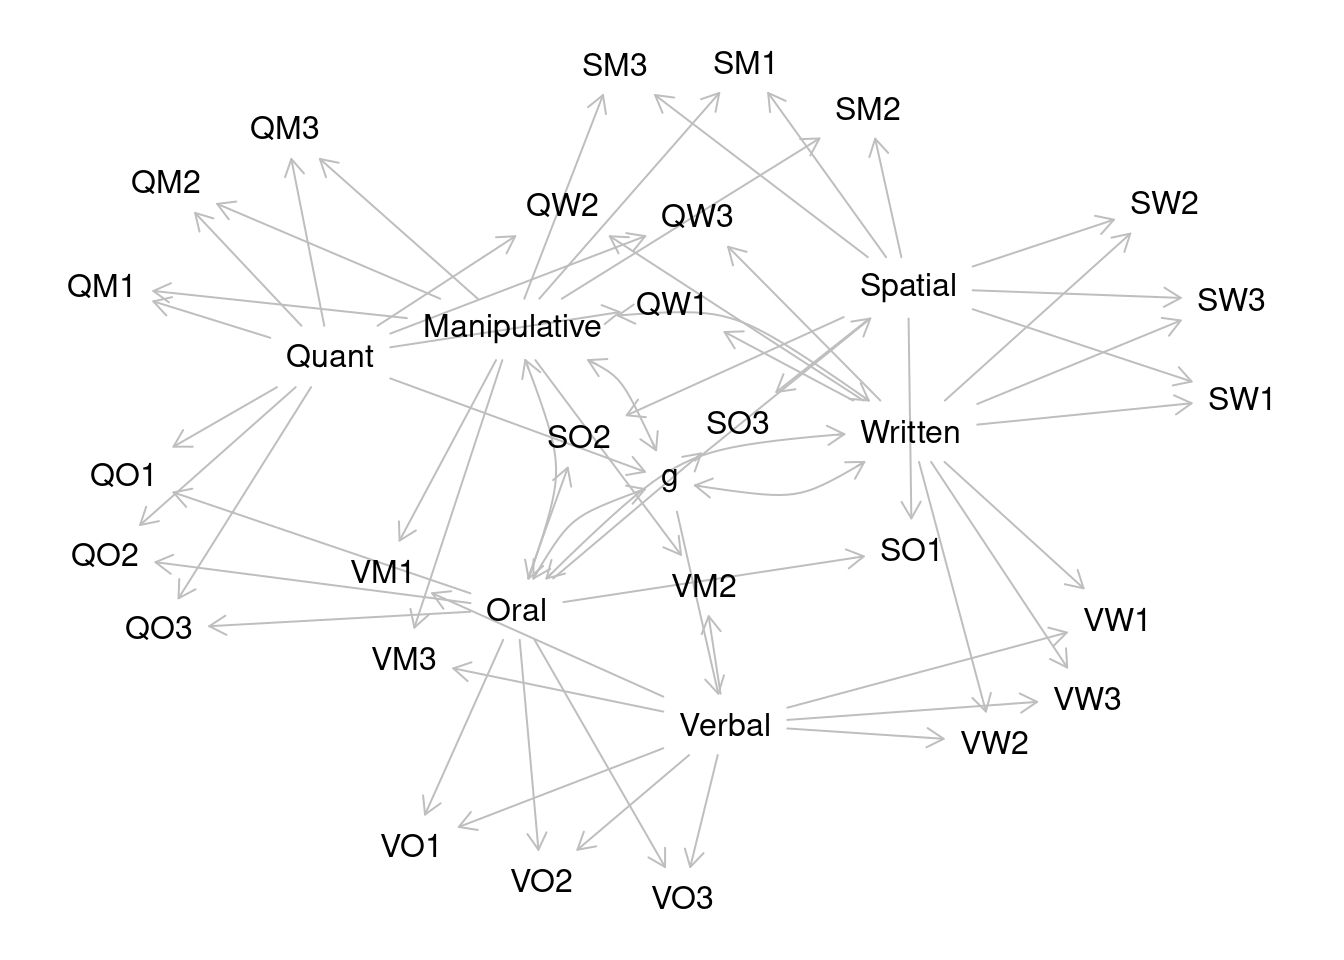 SM3
SM1
SM2
QM3
QM2
QW2
QW3
SW2
QM1
Spatial
SW3
QW1
Manipulative
Quant
SW1
SO3
Written
SO2
QO1
g
QO2
SO1
VM1
VM2
Oral
VW1
QO3
VM3
VW3
Verbal
VW2
VO1
VO2
VO3